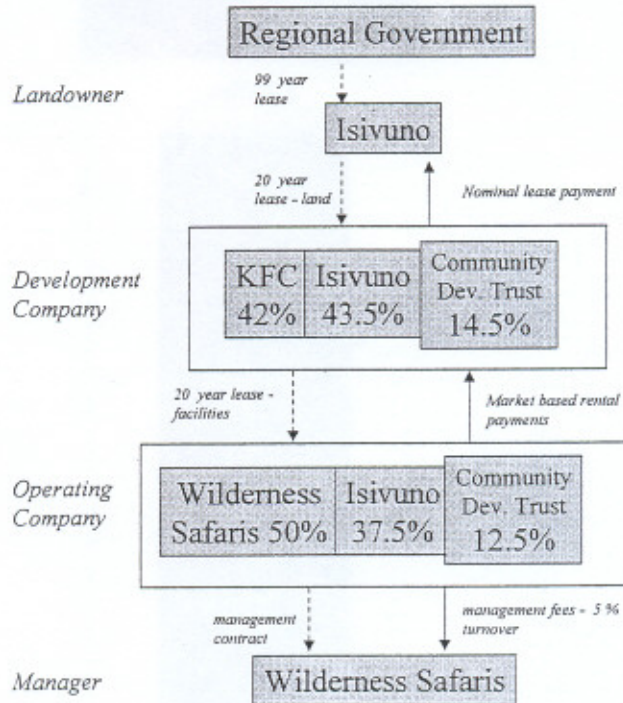 Regional Government
Landowner
99 year
lease
Isivuno
20 year
lease - land
Nominal lease payment
Development
Company
KFC
42%
Isivuno
43.5%
Community
Dev. Trust
14.5%
20 year lease -
facilities
Market based rental
payments
Operating
Company
Wilderness
Safaris 50%
Isivuno
37.5%
Community
Dev. Trust
12.5%
management
contract
management fees - 5 %
turnover
Manager
Wilderness Safaris